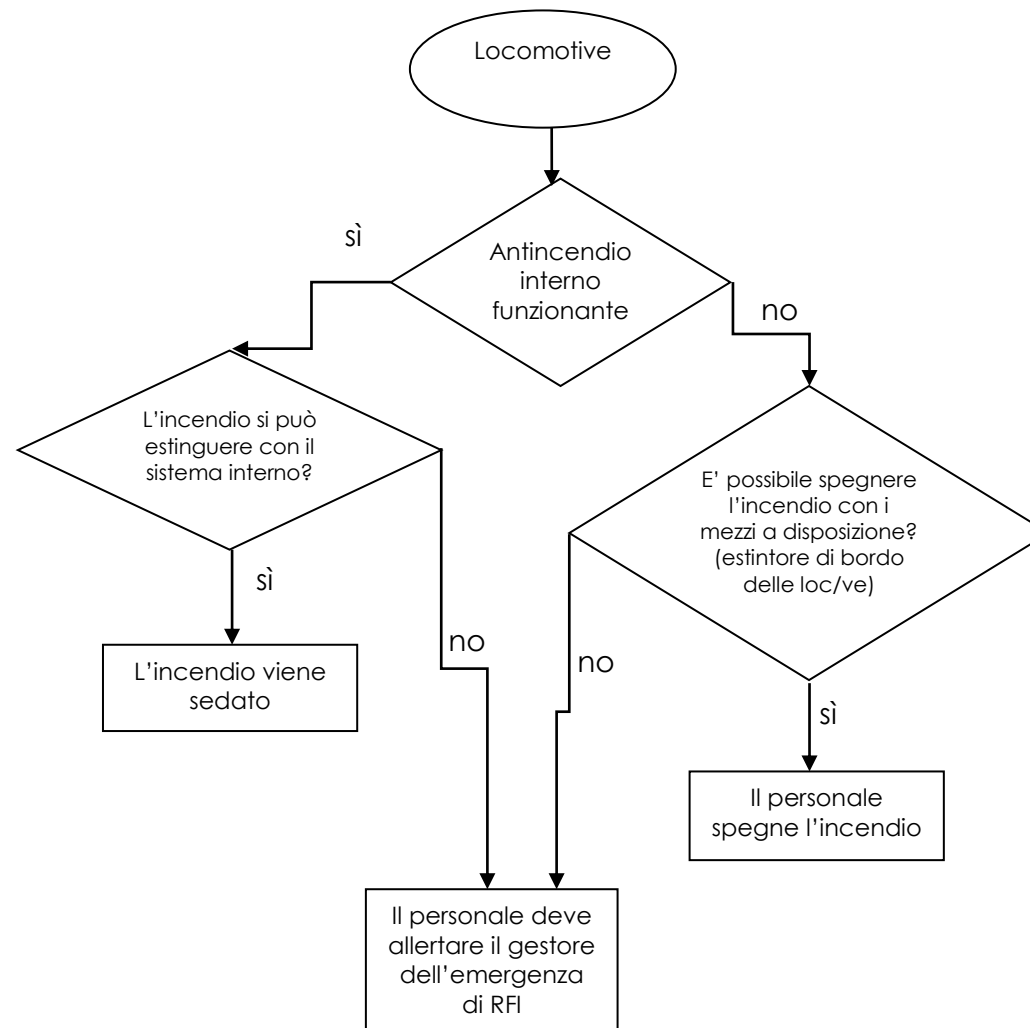 Locomotive
Antincendio
interno
funzionante
sì
no
L'incendio si può
estinguere con il
sistema interno?
E' possibile spegnere
l'incendio con i
mezzi a disposizione?
(estintore di bordo
delle loc/ve)
sì
no
no
sì
L'incendio viene
sedato
Il personale
spegne l'incendio
Il personale deve
allertare il gestore
dell'emergenza
di RFI